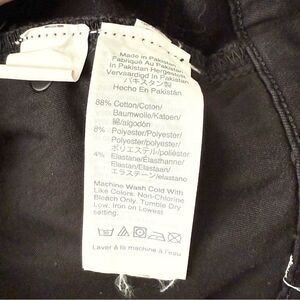 Made in Pakistan
Fabriqué Au Pakistan
In Pakistan Hergestellt
Vervaardigd In Pakistan
パキスタン製
Hecho En Pakistán
88% Cotton/Coton/
Katoen/Baumwolle/
綿/algodón
8% Polyester/Polyester/
Polyester/polyester/
ポリエステル/poliéster
4% Elastane/Élasthanne/
Elastan/Elastaan/
エラステーン/elastano
Machine Wash Cold With
Like Colors. Non-Chlorine
Bleach Only. Tumble Dry
Low. Iron on Lowest
setting.
Laver à la machine à l'eau